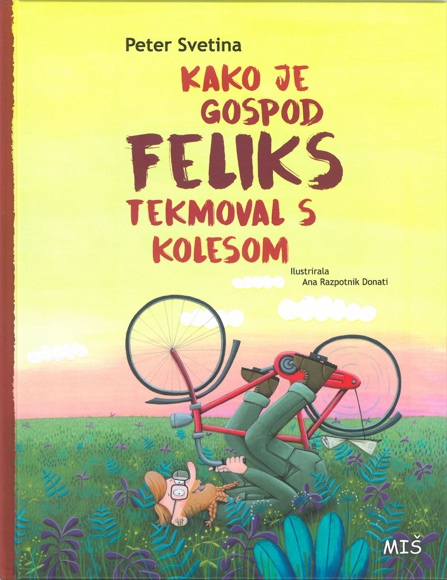 Peter Svetina
KAKO JE
GOSPOD
FELIKS
TEKMOVAL S
KOLESOM
Ilustrirala
Ana Razpotnik Donati
MIŠ